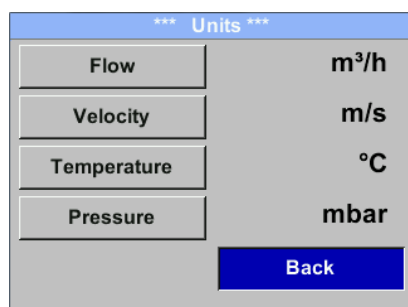 *** Units ***
Flow m³/h
Velocity m/s
Temperature °C
Pressure mbar
Back